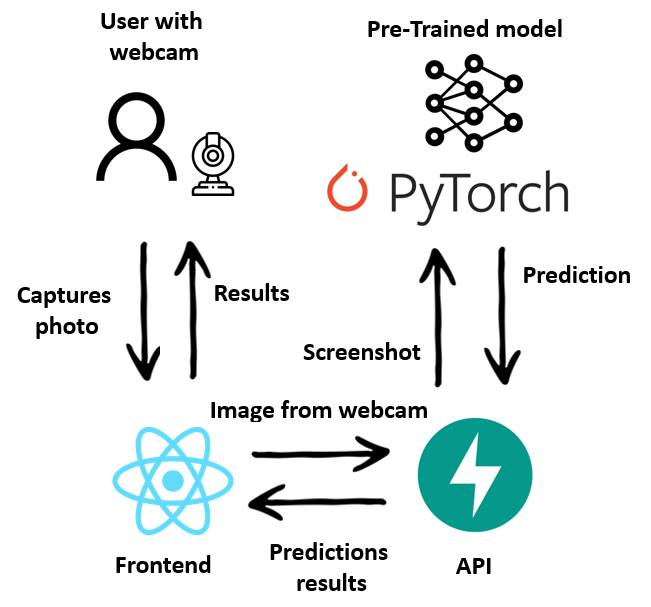 User with
webcam
Pre-Trained model
PyTorch
Captures
photo
Results
Prediction
Screenshot
Image from webcam
Predictions
results
Frontend
API